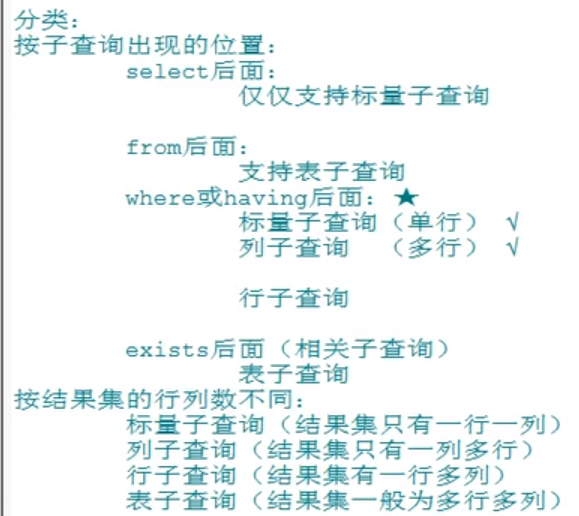 分类：
按子查询出现的位置：
select后面：
仅仅支持标量子查询
from后面：
支持表子查询
where或having后面：★
标量子查询（单行） √
列子查询 （多行） √
行子查询
exists后面（相关子查询）
表子查询
按结果集的行列数不同：
标量子查询（结果集只有一行一列）
列子查询（结果集只有一列多行）
行子查询（结果集有一行多列）
表子查询（结果集一般为多行多列）